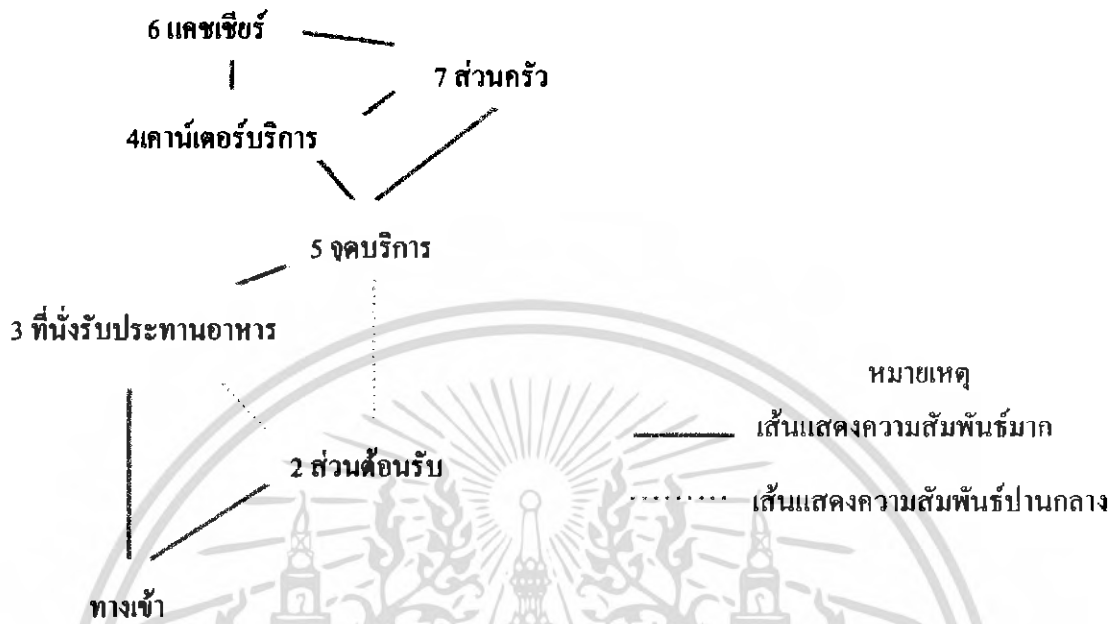 6 แคชเชียร์
7 ส่วนครัว
4เคาน์เตอร์บริการ
5 จุดบริการ
3 ที่นั่งรับประทานอาหาร
หมายเหตุ
เส้นแสดงความสัมพันธ์มาก
2 ส่วนต้อนรับ
เส้นแสดงความสัมพันธ์ปานกลาง
ทางเข้า